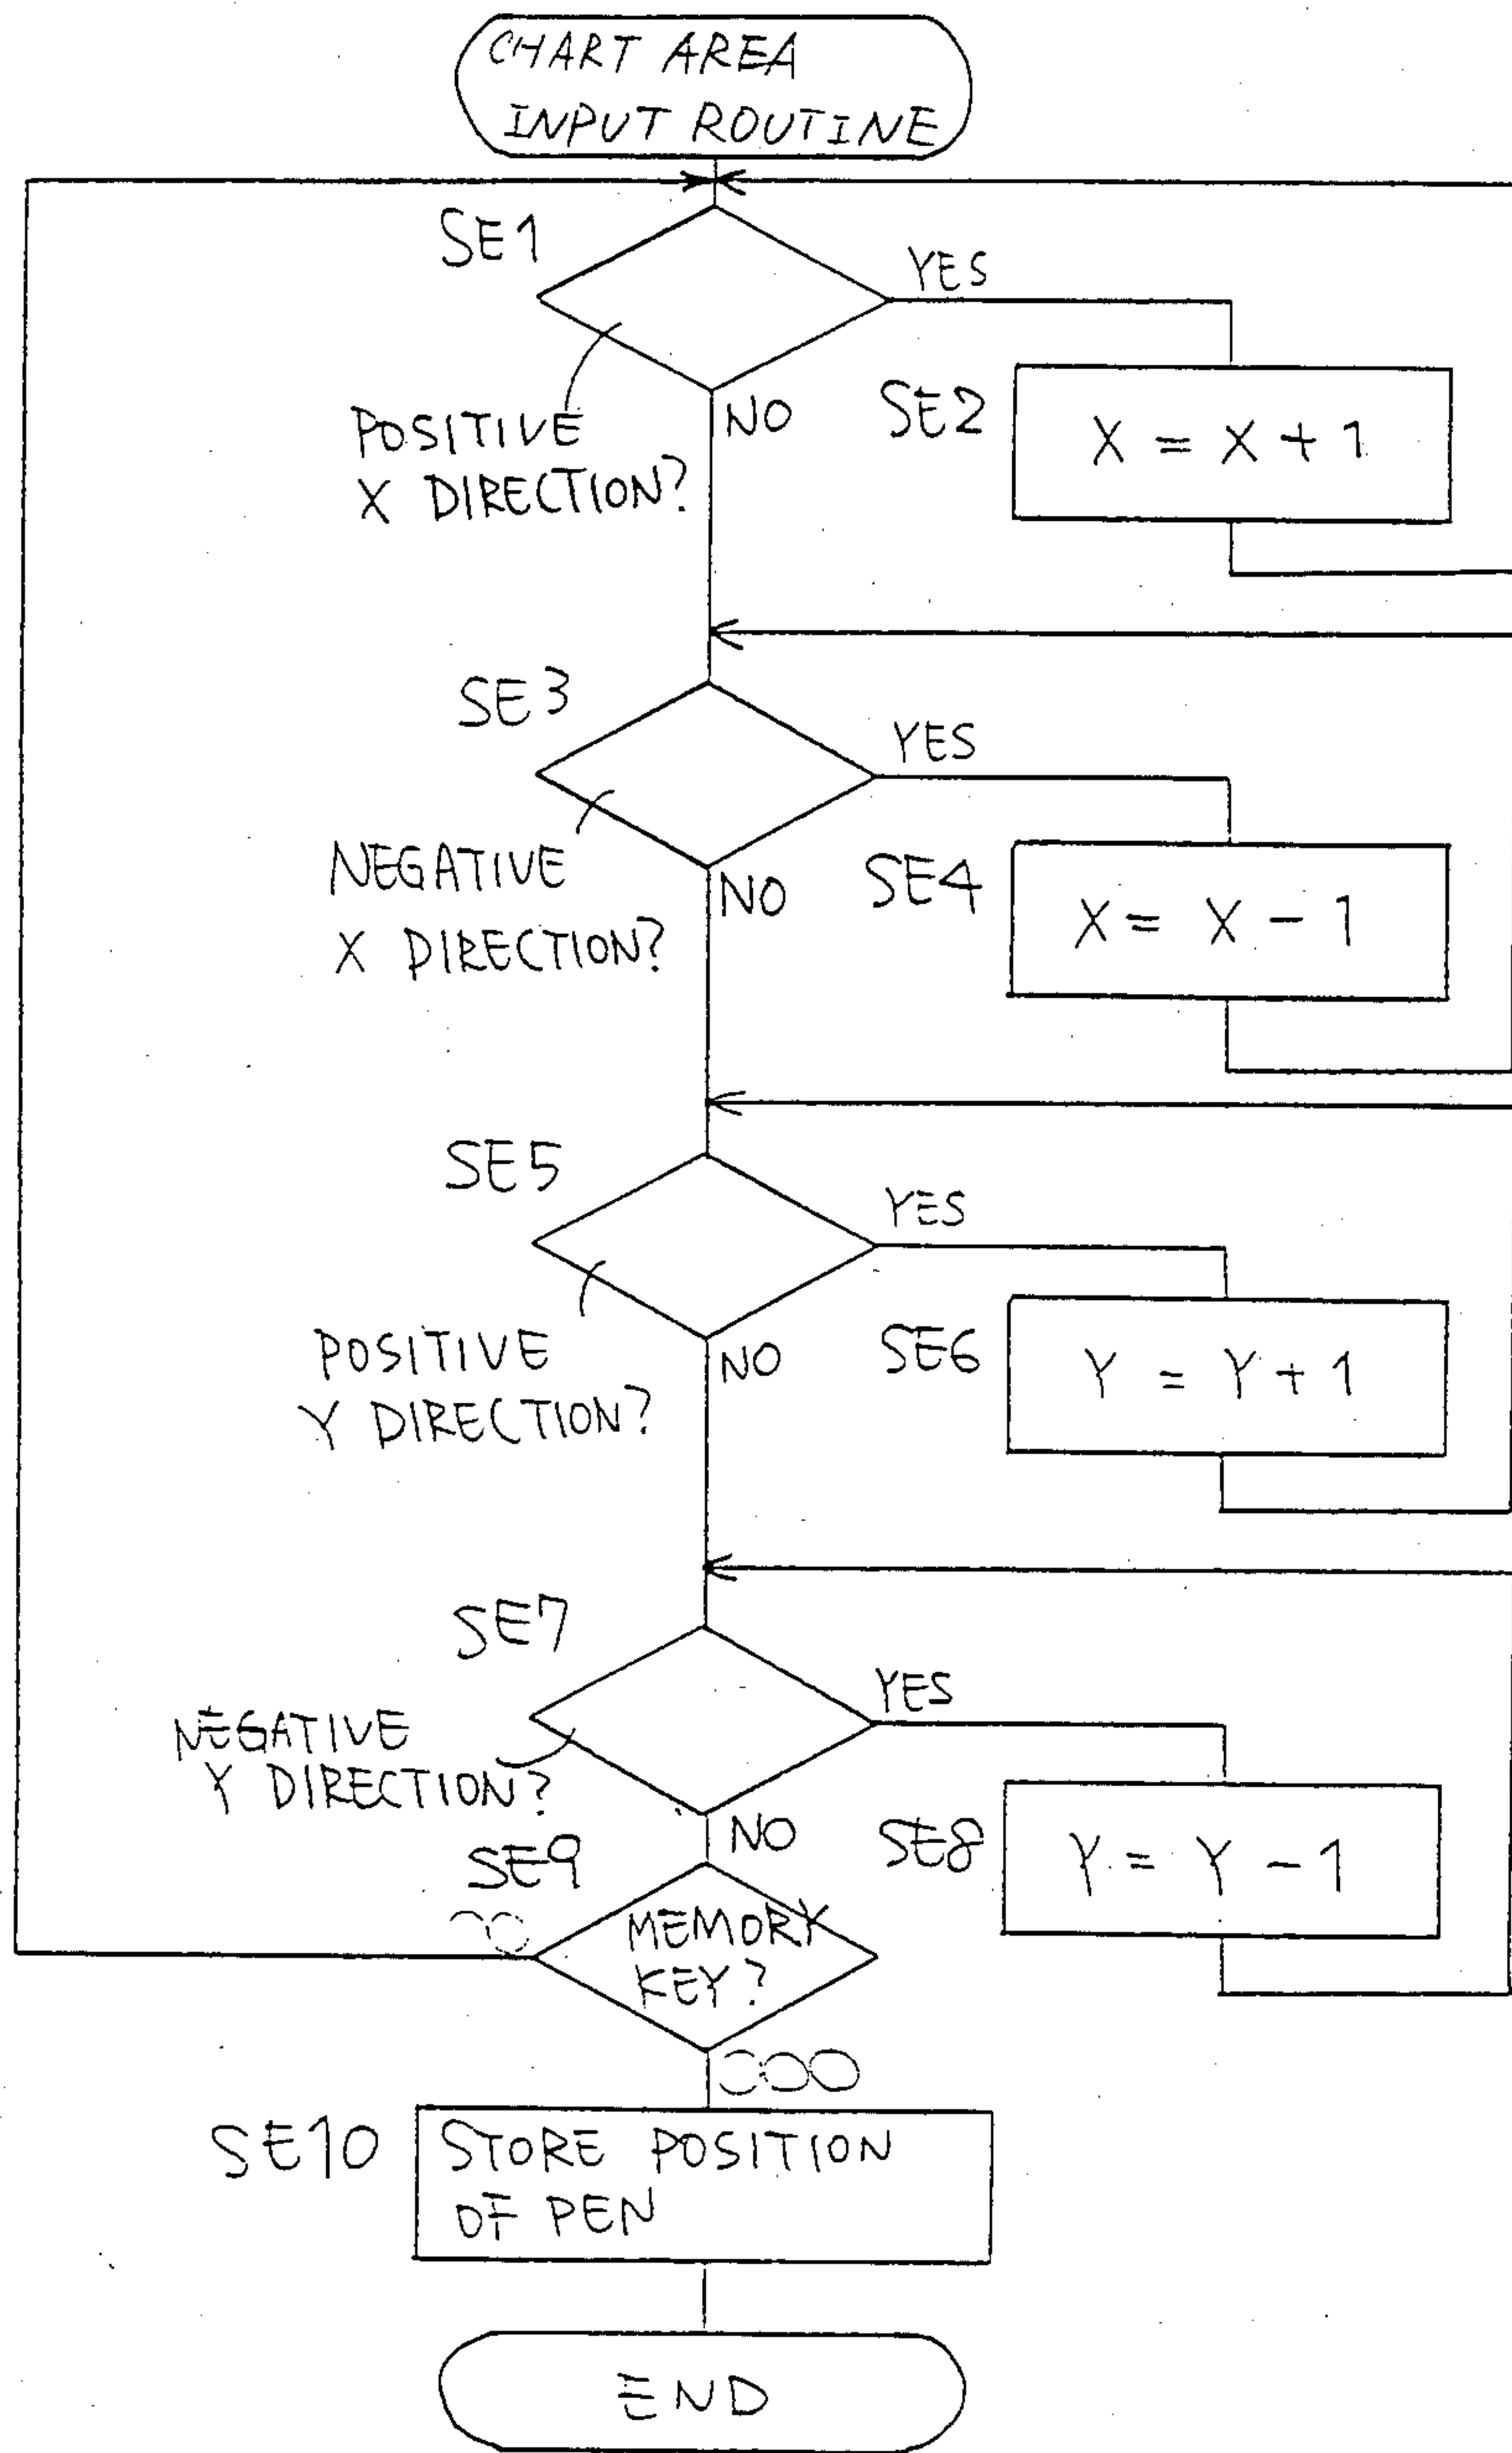 CHART AREA
INPUT ROUTINE
SE1
YES
POSITIVE
X DIRECTION?
NO
SE2
X = X + 1
SE3
YES
NEGATIVE
X DIRECTION?
NO
SE4
X = X - 1
SE5
YES
POSITIVE
Y DIRECTION?
NO
SE6
Y = Y + 1
SE7
YES
NEGATIVE
Y DIRECTION?
NO
SE8
Y = Y - 1
SE9
MEMORY
KEY?
SE10
STORE POSITION
OF PEN
END